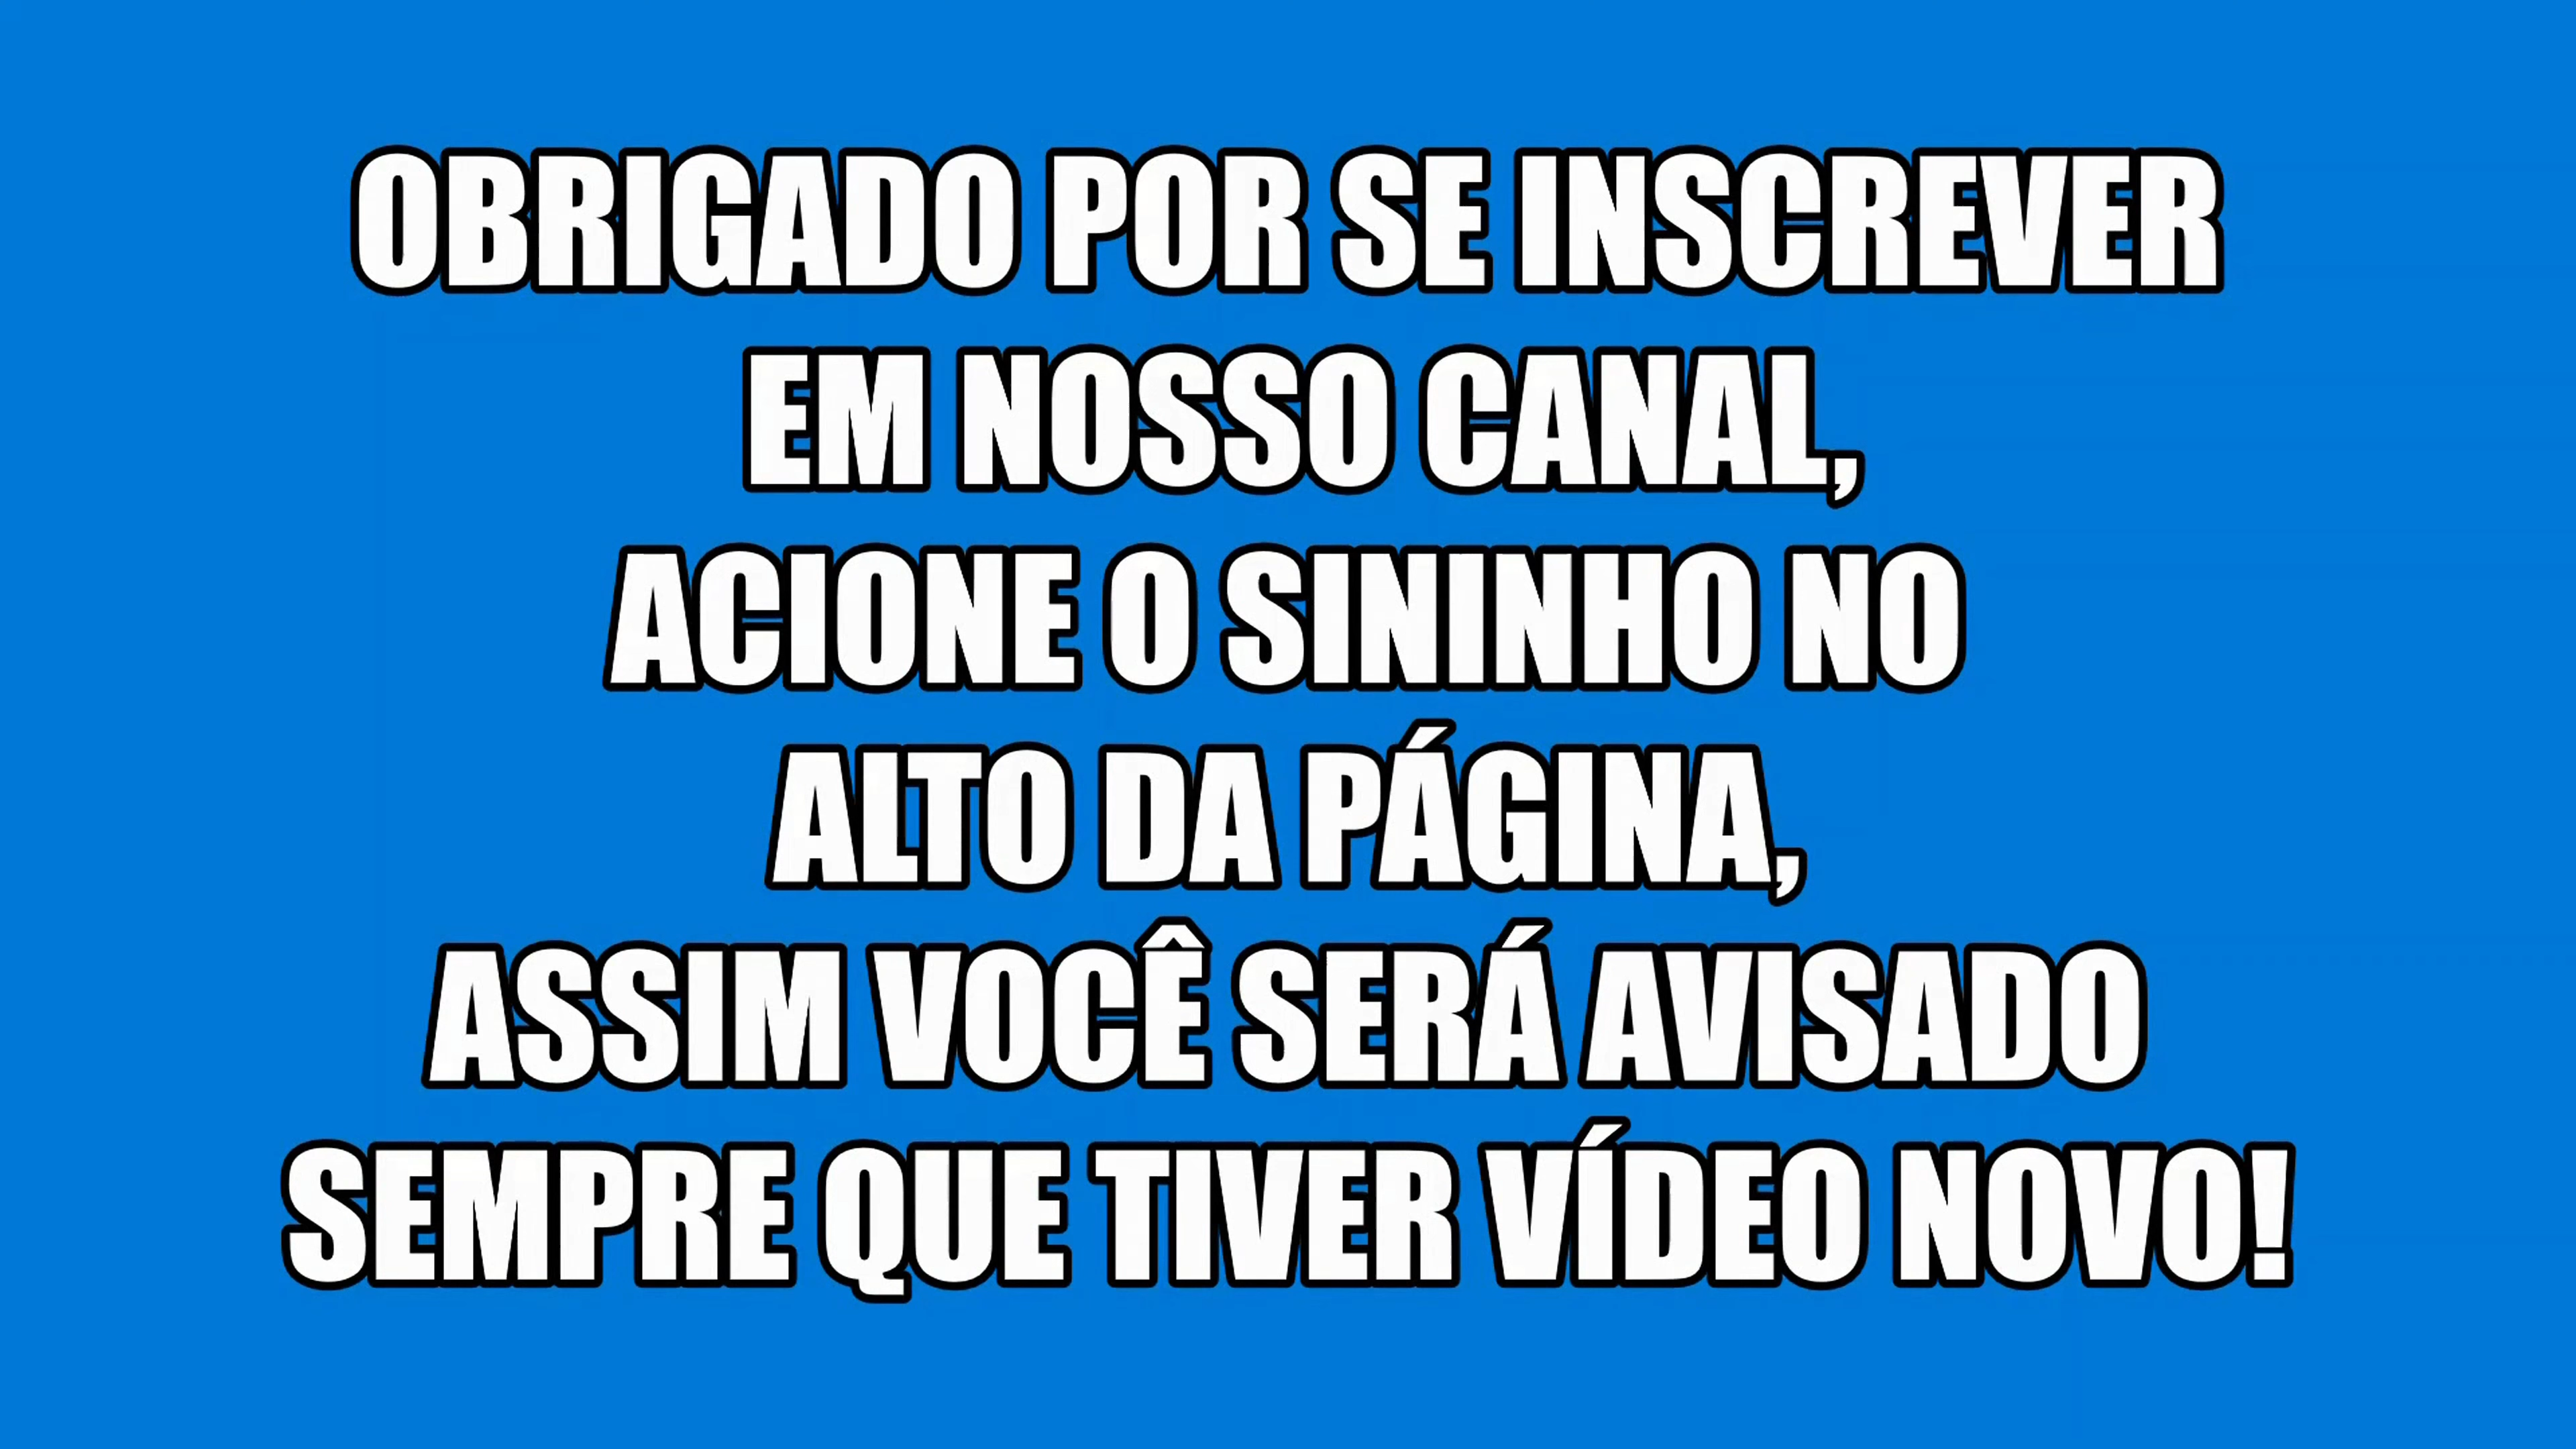 OBRIGADO POR SE INSCREVER
EM NOSSO CANAL,
ACIONE O SININHO NO
ALTO DA PÁGINA,
ASSIM VOCÊ SERÁ AVISADO
SEMPRE QUE TIVER VÍDEO NOVO!